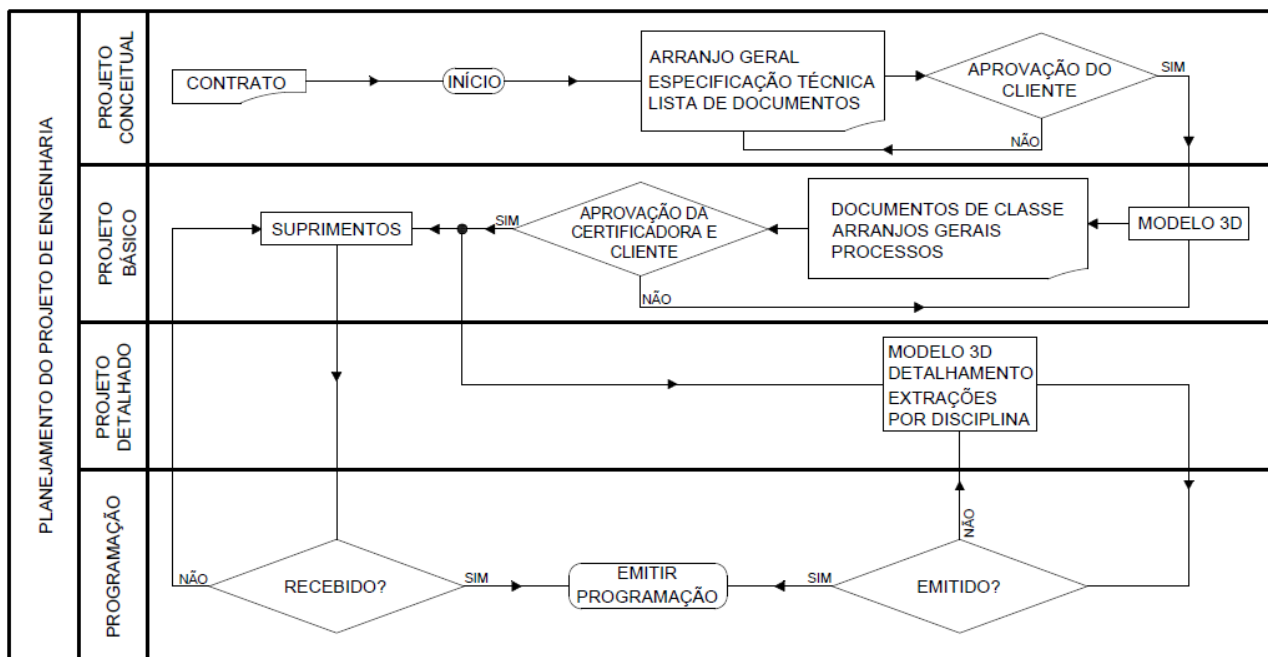 PLANEJAMENTO DO PROJETO DE ENGENHARIA
PROJETO
CONCEITUAL
CONTRATO
INÍCIO
ARRANJO GERAL
ESPECIFICAÇÃO TÉCNICA
LISTA DE DOCUMENTOS
APROVAÇÃO DO
CLIENTE
SIM
NÃO
PROJETO
BÁSICO
SUPRIMENTOS
SIM
APROVAÇÃO DA
CERTIFICADORA E
CLIENTE
NÃO
DOCUMENTOS DE CLASSE
ARRANJOS GERAIS
PROCESSOS
MODELO 3D
PROJETO
DETALHADO
MODELO 3D
DETALHAMENTO
EXTRAÇÕES
POR DISCIPLINA
PROGRAMAÇÃO
NÃO
RECEBIDO?
SIM
EMITIR
PROGRAMAÇÃO
SIM
EMITIDO?
NÃO